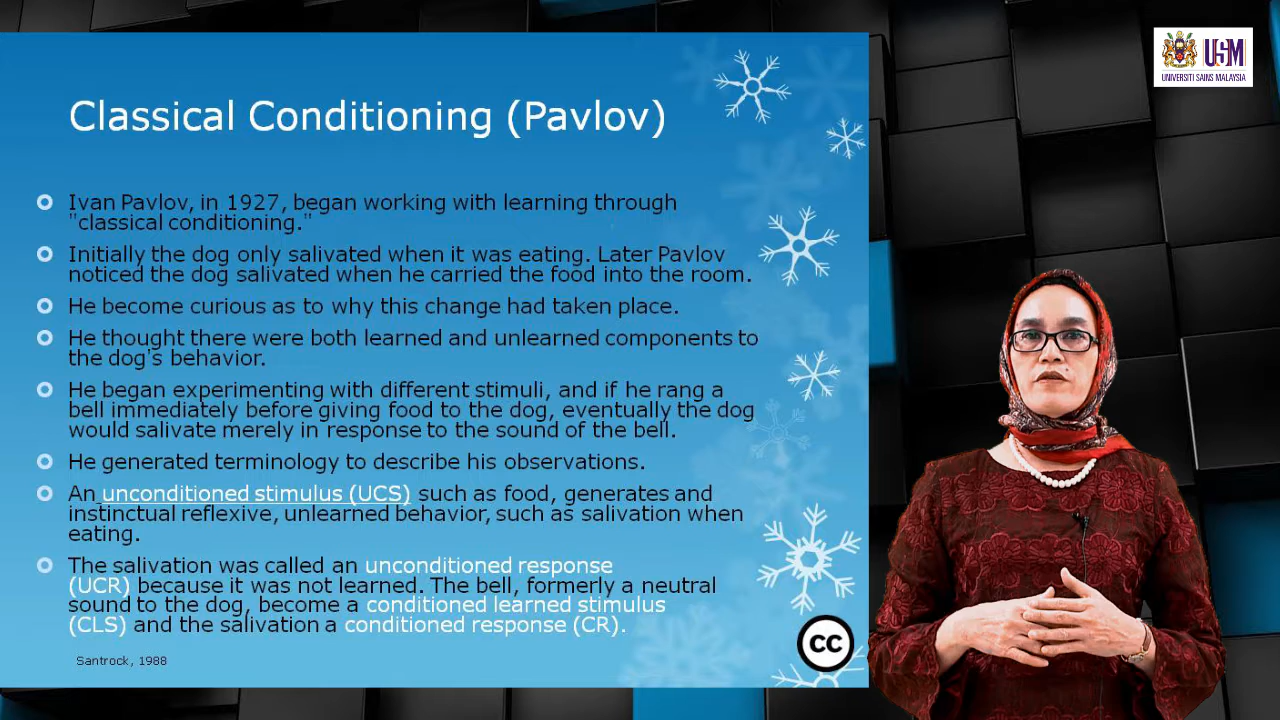 USM
UNIVERSITI SAINS MALAYSIA
Classical Conditioning (Pavlov)
Ivan Pavlov, in 1927, began working with learning through
"classical conditioning."
Initially the dog only salivated when it was eating. Later Pavlov
noticed the dog salivated when he carried the food into the room.
He become curious as to why this change had taken place.
He thought there were both learned and unlearned components to
the dog's behavior.
He began experimenting with different stimuli, and if he rang a
bell immediately before giving food to the dog, eventually the dog
would salivate merely in response to the sound of the bell.
He generated terminology to describe his observations.
An unconditioned stimulus (UCS) such as food, generates and
instinctual reflexive, unlearned behavior, such as salivation when
eating.
The salivation was called an unconditioned response
(UCR) because it was not learned. The bell, formerly a neutral
sound to the dog, become a conditioned learned stimulus
(CLS) and the salivation a conditioned response (CR).
Santrock, 1988
cc